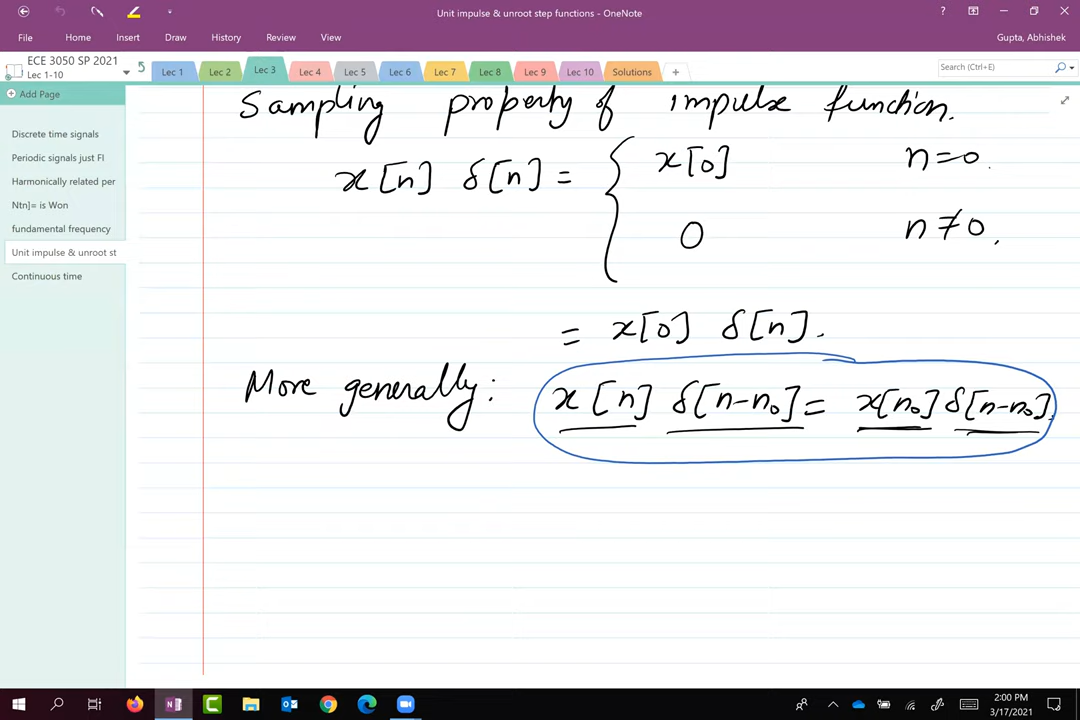 Unit impulse & unroot step functions - OneNote
Gupta, Abhishek
File Home Insert Draw History Review View
ECE 3050 SP 2021
Lec 1-10
Lec 1 Lec 2 Lec 3 Lec 4 Lec 5 Lec 6 Lec 7 Lec 8 Lec 9 Lec 10 Solutions +
Search (Ctrl+E)
Add Page
Discrete time signals
Periodic signals just FI
Harmonically related per
Ntn]= is Won
fundamental frequency
Unit impulse & unroot st
Continuous time
Sampling property of impulse function.
x[n] δ[n] = { x[0] n=0.
0 n≠0.
= x[0] δ[n].
More generally: x[n] δ[n-n₀] = x[n₀] δ[n-n₀].
2:00 PM
3/17/2021